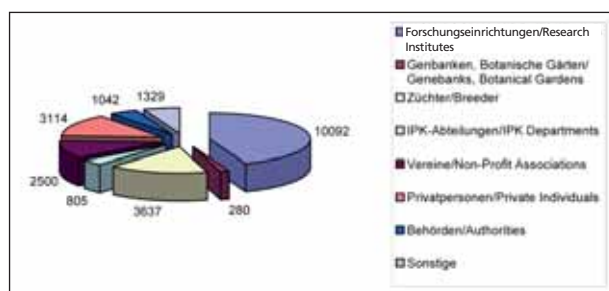 1042
1329
3114
10092
2500
805
3637
280
Forschungseinrichtungen/Research
Institutes
Genbanken, Botanische Gärten/
Genebanks, Botanical Gardens
Züchter/Breeder
IPK-Abteilungen/IPK Departments
Vereine/Non-Profit Associations
Privatpersonen/Private Individuals
Behörden/Authorities
Sonstige